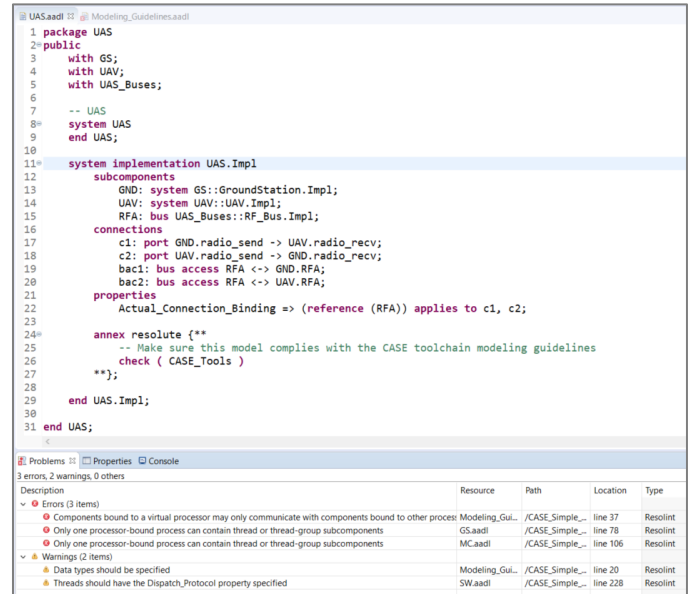 UAS.aadl Modeling_Guidelines.aadl
1 package UAS
2 public
3 with GS;
4 with UAV;
5 with UAS_Buses;
6
7 -- UAS
8 system UAS
9 end UAS;
10
11 system implementation UAS.Impl
12 subcomponents
13 GND: system GS::GroundStation.Impl;
14 UAV: system UAV::UAV.Impl;
15 RFA: bus UAS_Buses::RF_Bus.Impl;
16 connections
17 c1: port GND.radio_send -> UAV.radio_recv;
18 c2: port UAV.radio_send -> GND.radio_recv;
19 bac1: bus access RFA <-> GND.RFA;
20 bac2: bus access RFA <-> UAV.RFA;
21 properties
22 Actual_Connection_Binding => (reference (RFA)) applies to c1, c2;
23
24 annex resolute {**
25 -- Make sure this model complies with the CASE toolchain modeling guidelines
26 check ( CASE_Tools )
27 **};
28
29 end UAS.Impl;
30
31 end UAS;
Problems Properties Console
3 errors, 2 warnings, 0 others
Description Resource Path Location Type
Errors (3 items)
Components bound to a virtual processor may only communicate with components bound to other proces Modeling_Gui... /CASE_Simple_... line 37 Resolint
Only one processor-bound process can contain thread or thread-group subcomponents GS.aadl /CASE_Simple_... line 78 Resolint
Only one processor-bound process can contain thread or thread-group subcomponents MC.aadl /CASE_Simple_... line 106 Resolint
Warnings (2 items)
Data types should be specified Modeling_Gui... /CASE_Simple_... line 20 Resolint
Threads should have the Dispatch_Protocol property specified SW.aadl /CASE_Simple_... line 228 Resolint